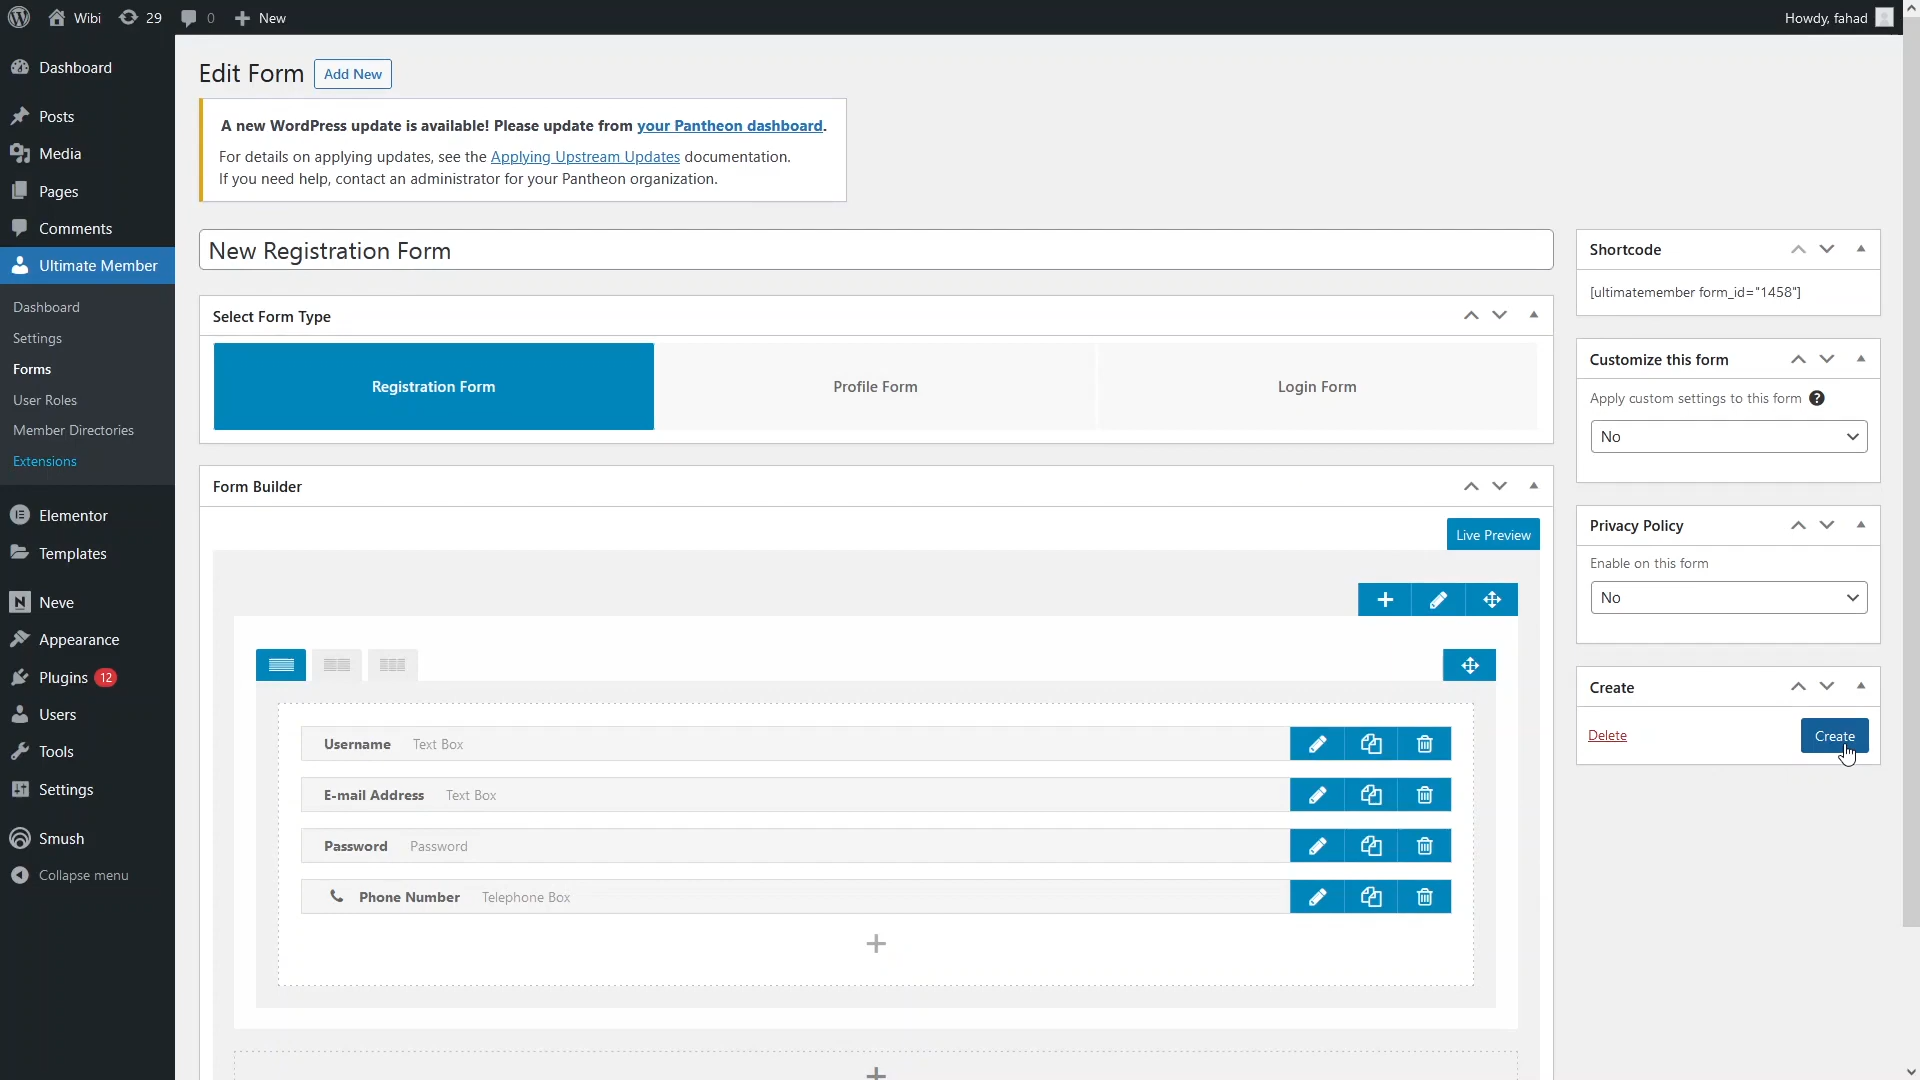 Wibi
29
0
New
Howdy, fahad
Dashboard
Posts
Media
Pages
Comments
Ultimate Member
Dashboard
Settings
Forms
User Roles
Member Directories
Extensions
Elementor
Templates
Neve
Appearance
Plugins 12
Users
Tools
Settings
Smush
Collapse menu
Edit Form
Add New
A new WordPress update is available! Please update from your Pantheon dashboard.
For details on applying updates, see the Applying Upstream Updates documentation.
If you need help, contact an administrator for your Pantheon organization.
New Registration Form
Select Form Type
Registration Form
Profile Form
Login Form
Form Builder
Live Preview
Username Text Box
E-mail Address Text Box
Password Password
Phone Number Telephone Box
Shortcode
[ultimatemember form_id="1458"]
Customize this form
Apply custom settings to this form ?
No
Privacy Policy
Enable on this form
No
Create
Delete
Create